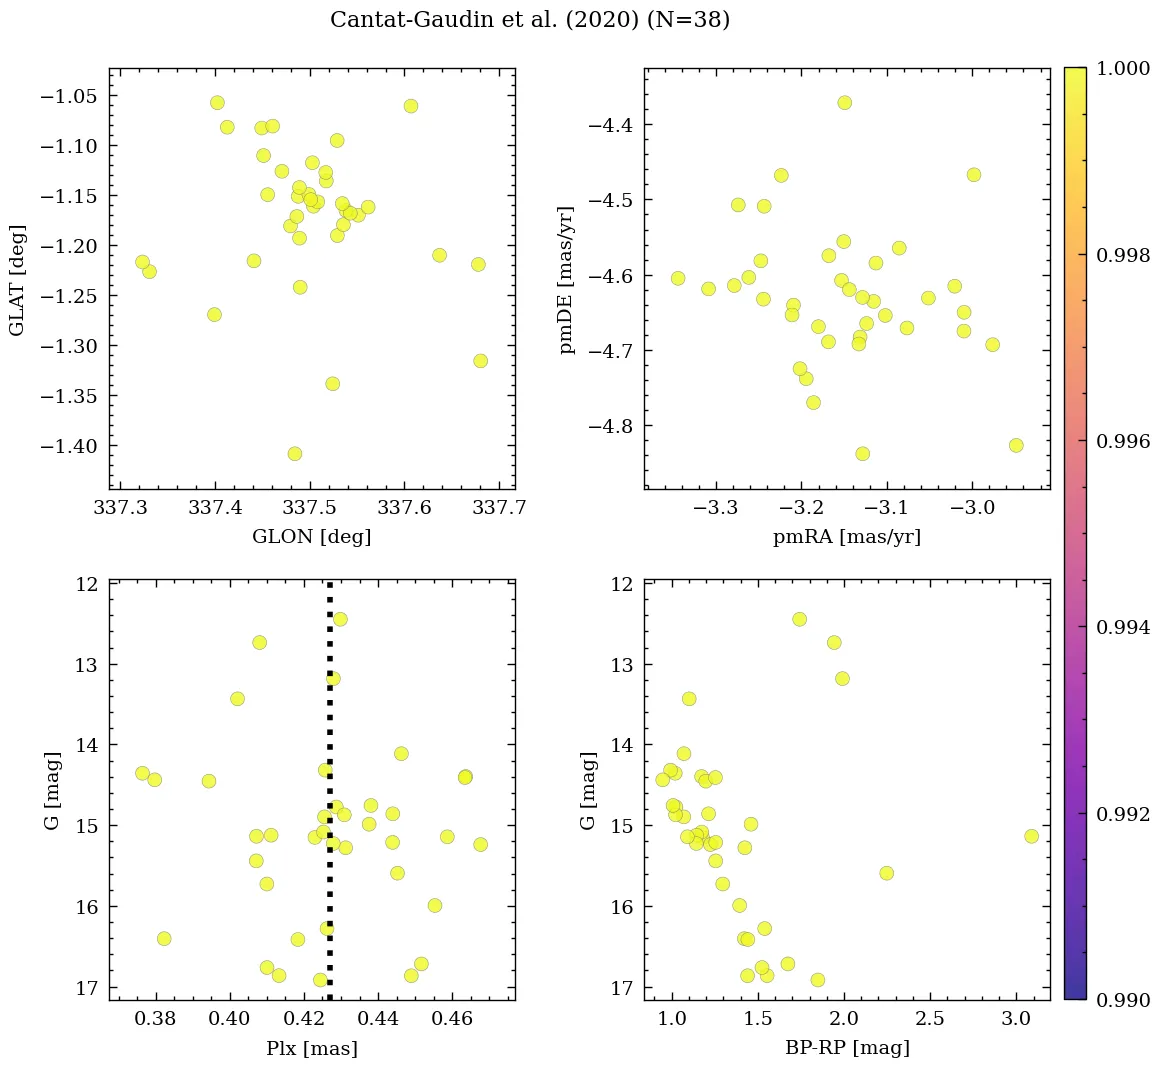 Cantat-Gaudin et al. (2020) (N=38)
−1.05
−1.10
−1.15
−1.20
−1.25
−1.30
−1.35
−1.40
GLAT [deg]
337.3 337.4 337.5 337.6 337.7
GLON [deg]
−4.4
−4.5
−4.6
−4.7
−4.8
pmDE [mas/yr]
−3.3 −3.2 −3.1 −3.0
pmRA [mas/yr]
12
13
14
15
16
17
G [mag]
0.38 0.40 0.42 0.44 0.46
Plx [mas]
12
13
14
15
16
17
G [mag]
1.0 1.5 2.0 2.5 3.0
BP-RP [mag]
1.000
0.998
0.996
0.994
0.992
0.990